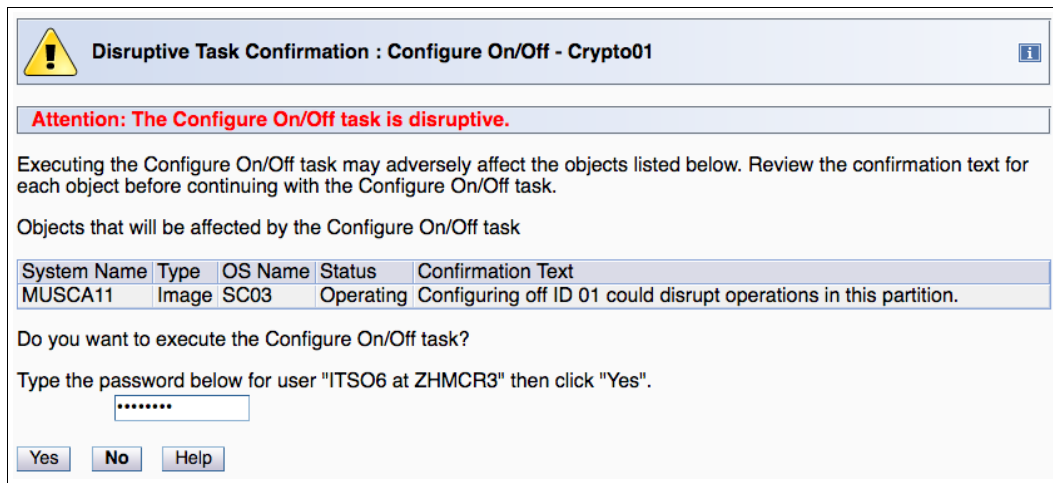 Disruptive Task Confirmation : Configure On/Off - Crypto01
i
Attention: The Configure On/Off task is disruptive.
Executing the Configure On/Off task may adversely affect the objects listed below. Review the confirmation text for
each object before continuing with the Configure On/Off task.
Objects that will be affected by the Configure On/Off task
System Name Type OS Name Status Confirmation Text
MUSCA11 Image SC03 Operating Configuring off ID 01 could disrupt operations in this partition.
Do you want to execute the Configure On/Off task?
Type the password below for user "ITSO6 at ZHMCR3" then click "Yes".
••••••••
Yes No Help